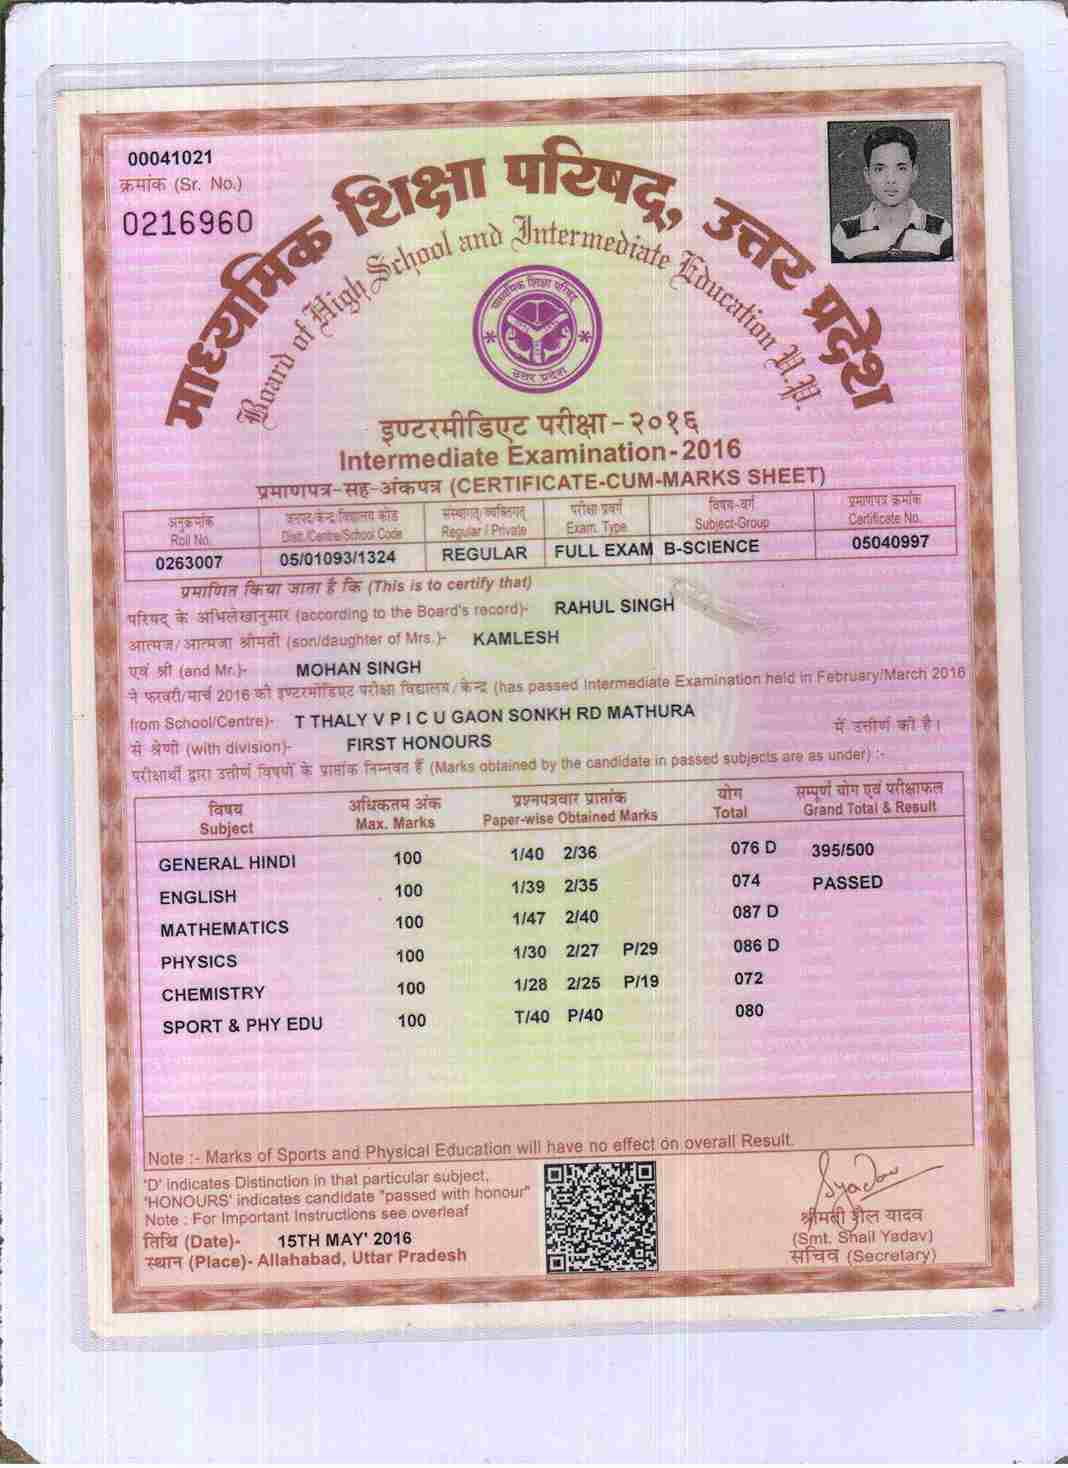 00041021
क्रमांक (Sr. No.)
0216960
माध्यमिक शिक्षा परिषद्, उत्तर प्रदेश
Board of High School and Intermediate Education U.P.
माध्यमिक शिक्षा परिषद्
उत्तर प्रदेश
इण्टरमीडिएट परीक्षा - २०१६
Intermediate Examination - 2016
प्रमाणपत्र-सह-अंकपत्र (CERTIFICATE-CUM-MARKS SHEET)
अनुक्रमांक जनपद/केन्द्र/विद्यालय कोड संस्थागत/व्यक्तिगत परीक्षा प्रवर्ग विषय-वर्ग प्रमाणपत्र क्रमांक
Roll No. Dist./Centre/School Code Regular / Private Exam. Type Subject-Group Certificate No.
0263007 05/01093/1324 REGULAR FULL EXAM B-SCIENCE 05040997
प्रमाणित किया जाता है कि (This is to certify that)
परिषद् के अभिलेखानुसार (according to the Board's record)- RAHUL SINGH
आत्मज/आत्मजा श्रीमती (son/daughter of Mrs.)- KAMLESH
एवं श्री (and Mr.)- MOHAN SINGH
ने फरवरी/मार्च 2016 की इण्टरमीडिएट परीक्षा विद्यालय/केन्द्र (has passed Intermediate Examination held in February/March 2016
from School/Centre)- T THALY V P I C U GAON SONKH RD MATHURA में उत्तीर्ण की है।
से श्रेणी (with division)- FIRST HONOURS
परीक्षार्थी द्वारा उत्तीर्ण विषयों के प्राप्तांक निम्नवत हैं (Marks obtained by the candidate in passed subjects are as under) :-
विषय अधिकतम अंक प्रश्नपत्रवार प्राप्तांक योग सम्पूर्ण योग एवं परीक्षाफल
Subject Max. Marks Paper-wise Obtained Marks Total Grand Total & Result
GENERAL HINDI 100 1/40 2/36 076 D 395/500
ENGLISH 100 1/39 2/35 074 PASSED
MATHEMATICS 100 1/47 2/40 087 D
PHYSICS 100 1/30 2/27 P/29 086 D
CHEMISTRY 100 1/28 2/25 P/19 072
SPORT & PHY EDU 100 T/40 P/40 080
Note :- Marks of Sports and Physical Education will have no effect on overall Result.
'D' indicates Distinction in that particular subject.
'HONOURS' indicates candidate "passed with honour"
Note : For Important Instructions see overleaf
तिथि (Date)- 15TH MAY' 2016
स्थान (Place)- Allahabad, Uttar Pradesh
श्रीमती शैल यादव
(Smt. Shail Yadav)
सचिव (Secretary)